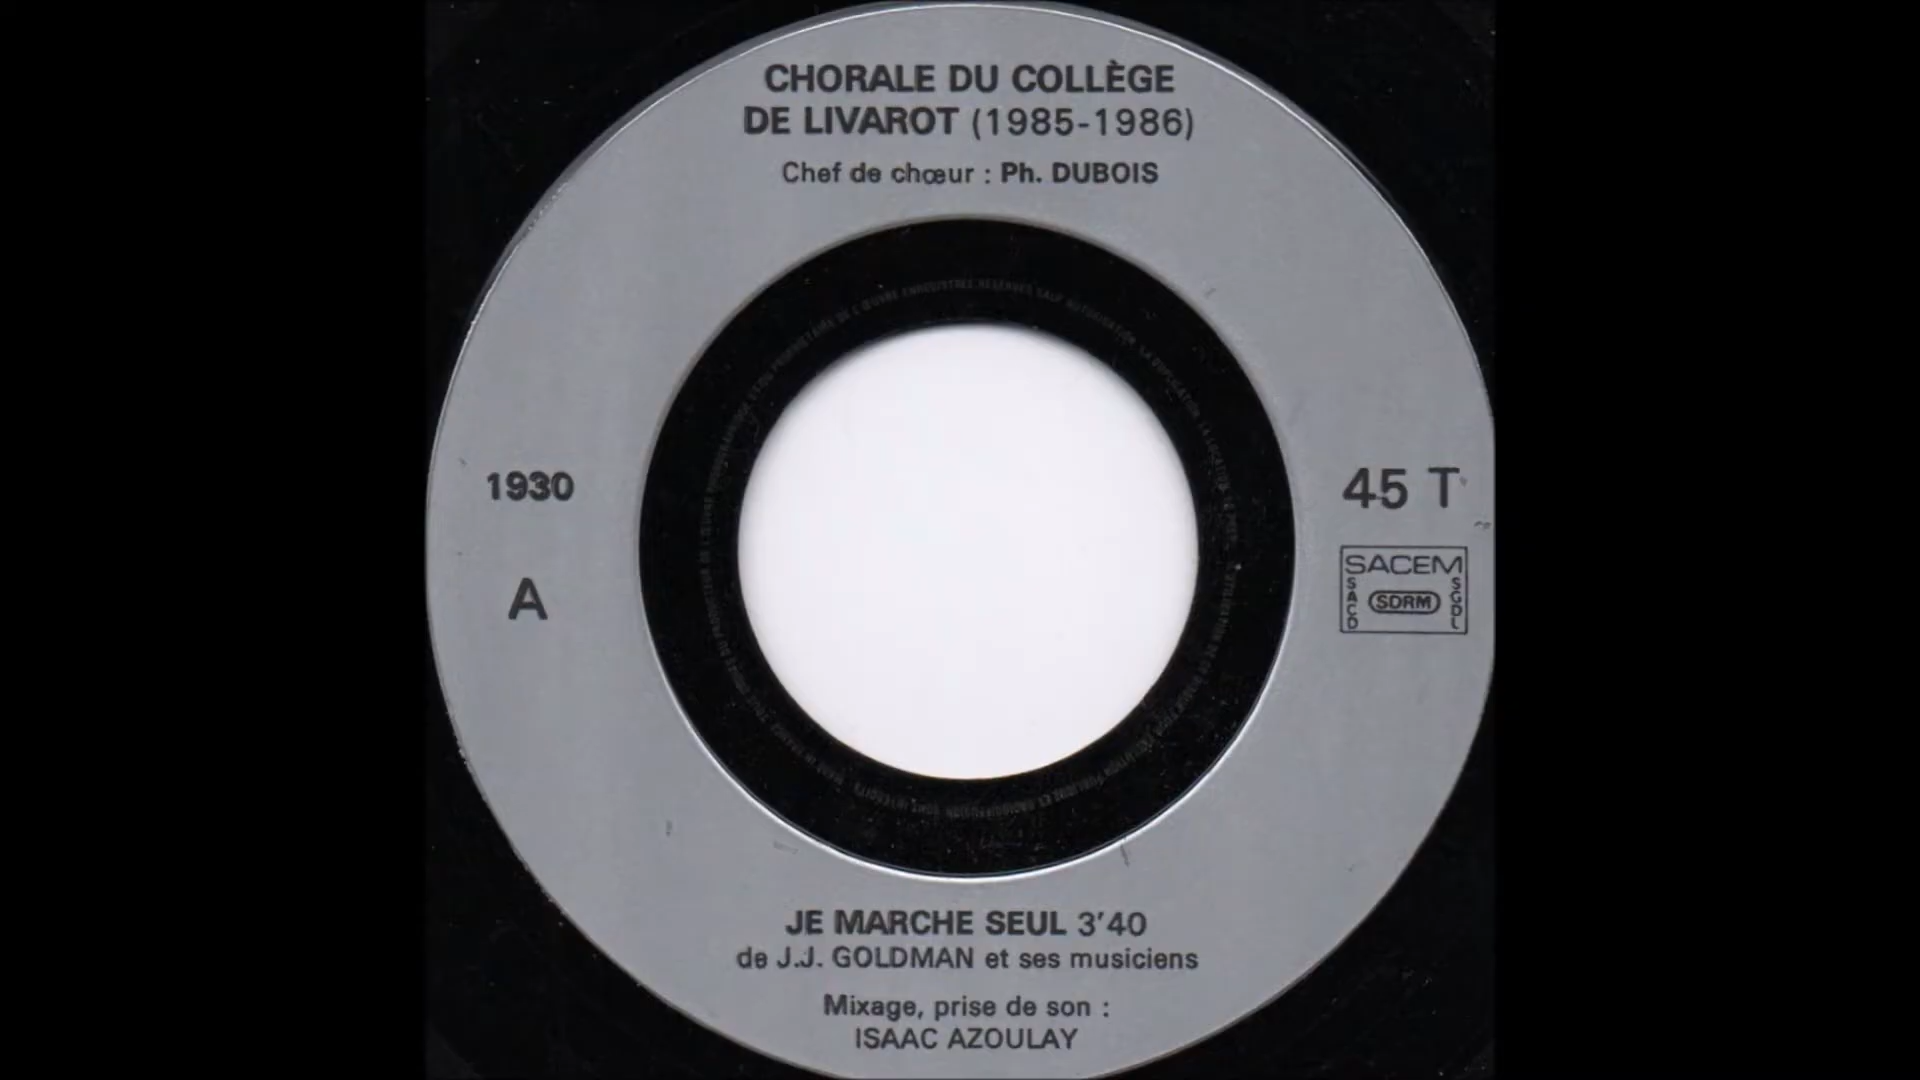 CHORALE DU COLLÈGE
DE LIVAROT (1985-1986)
Chef de chœur : Ph. DUBOIS
1930
A
45 T
SACEM
SACD
SDRM
SGDL
JE MARCHE SEUL 3'40
de J.J. GOLDMAN et ses musiciens
Mixage, prise de son :
ISAAC AZOULAY